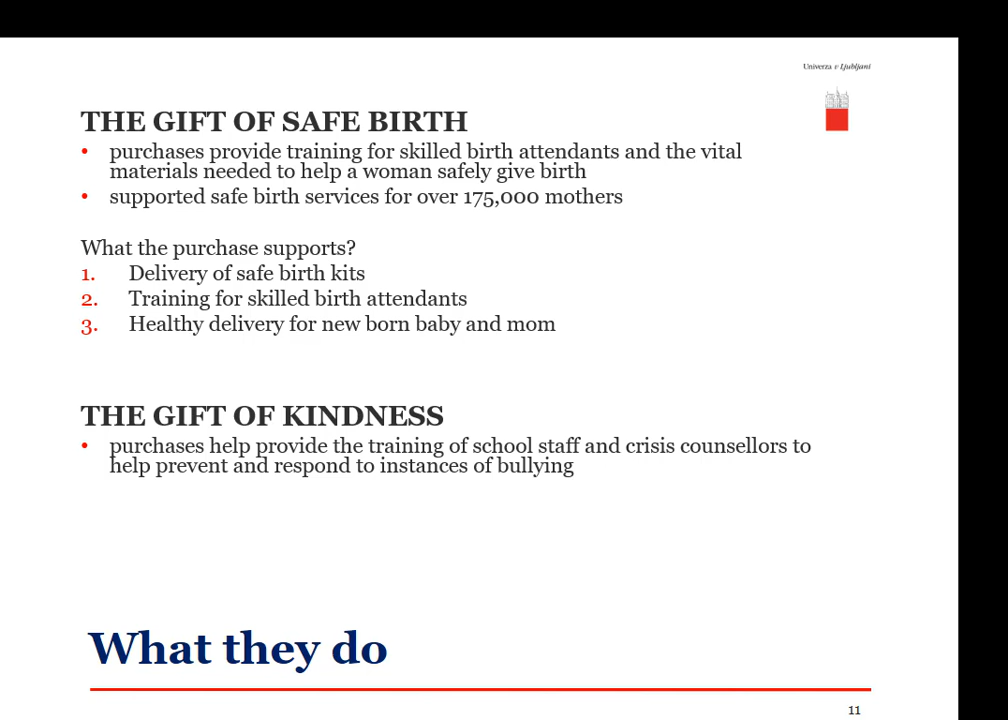 Univerza v Ljubljani
THE GIFT OF SAFE BIRTH
• purchases provide training for skilled birth attendants and the vital
materials needed to help a woman safely give birth
• supported safe birth services for over 175,000 mothers
What the purchase supports?
1. Delivery of safe birth kits
2. Training for skilled birth attendants
3. Healthy delivery for new born baby and mom
THE GIFT OF KINDNESS
• purchases help provide the training of school staff and crisis counsellors to
help prevent and respond to instances of bullying
What they do
11